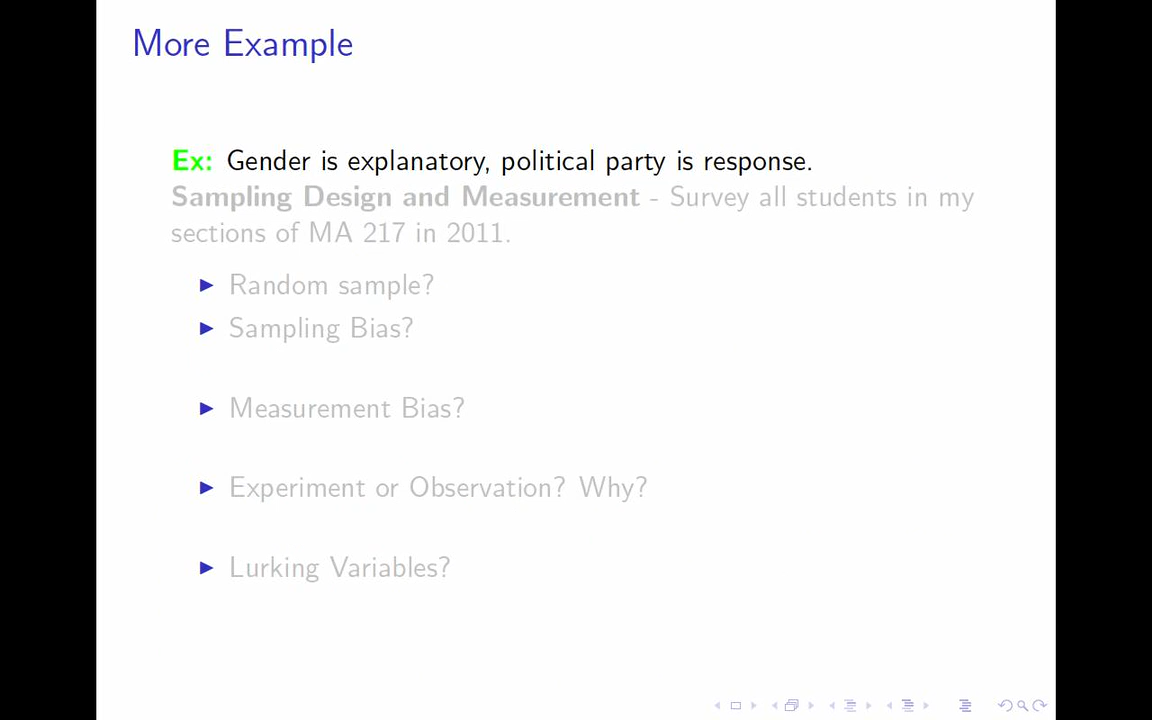 More Example
Ex: Gender is explanatory, political party is response.
Sampling Design and Measurement - Survey all students in my
sections of MA 217 in 2011.
Random sample?
Sampling Bias?
Measurement Bias?
Experiment or Observation? Why?
Lurking Variables?